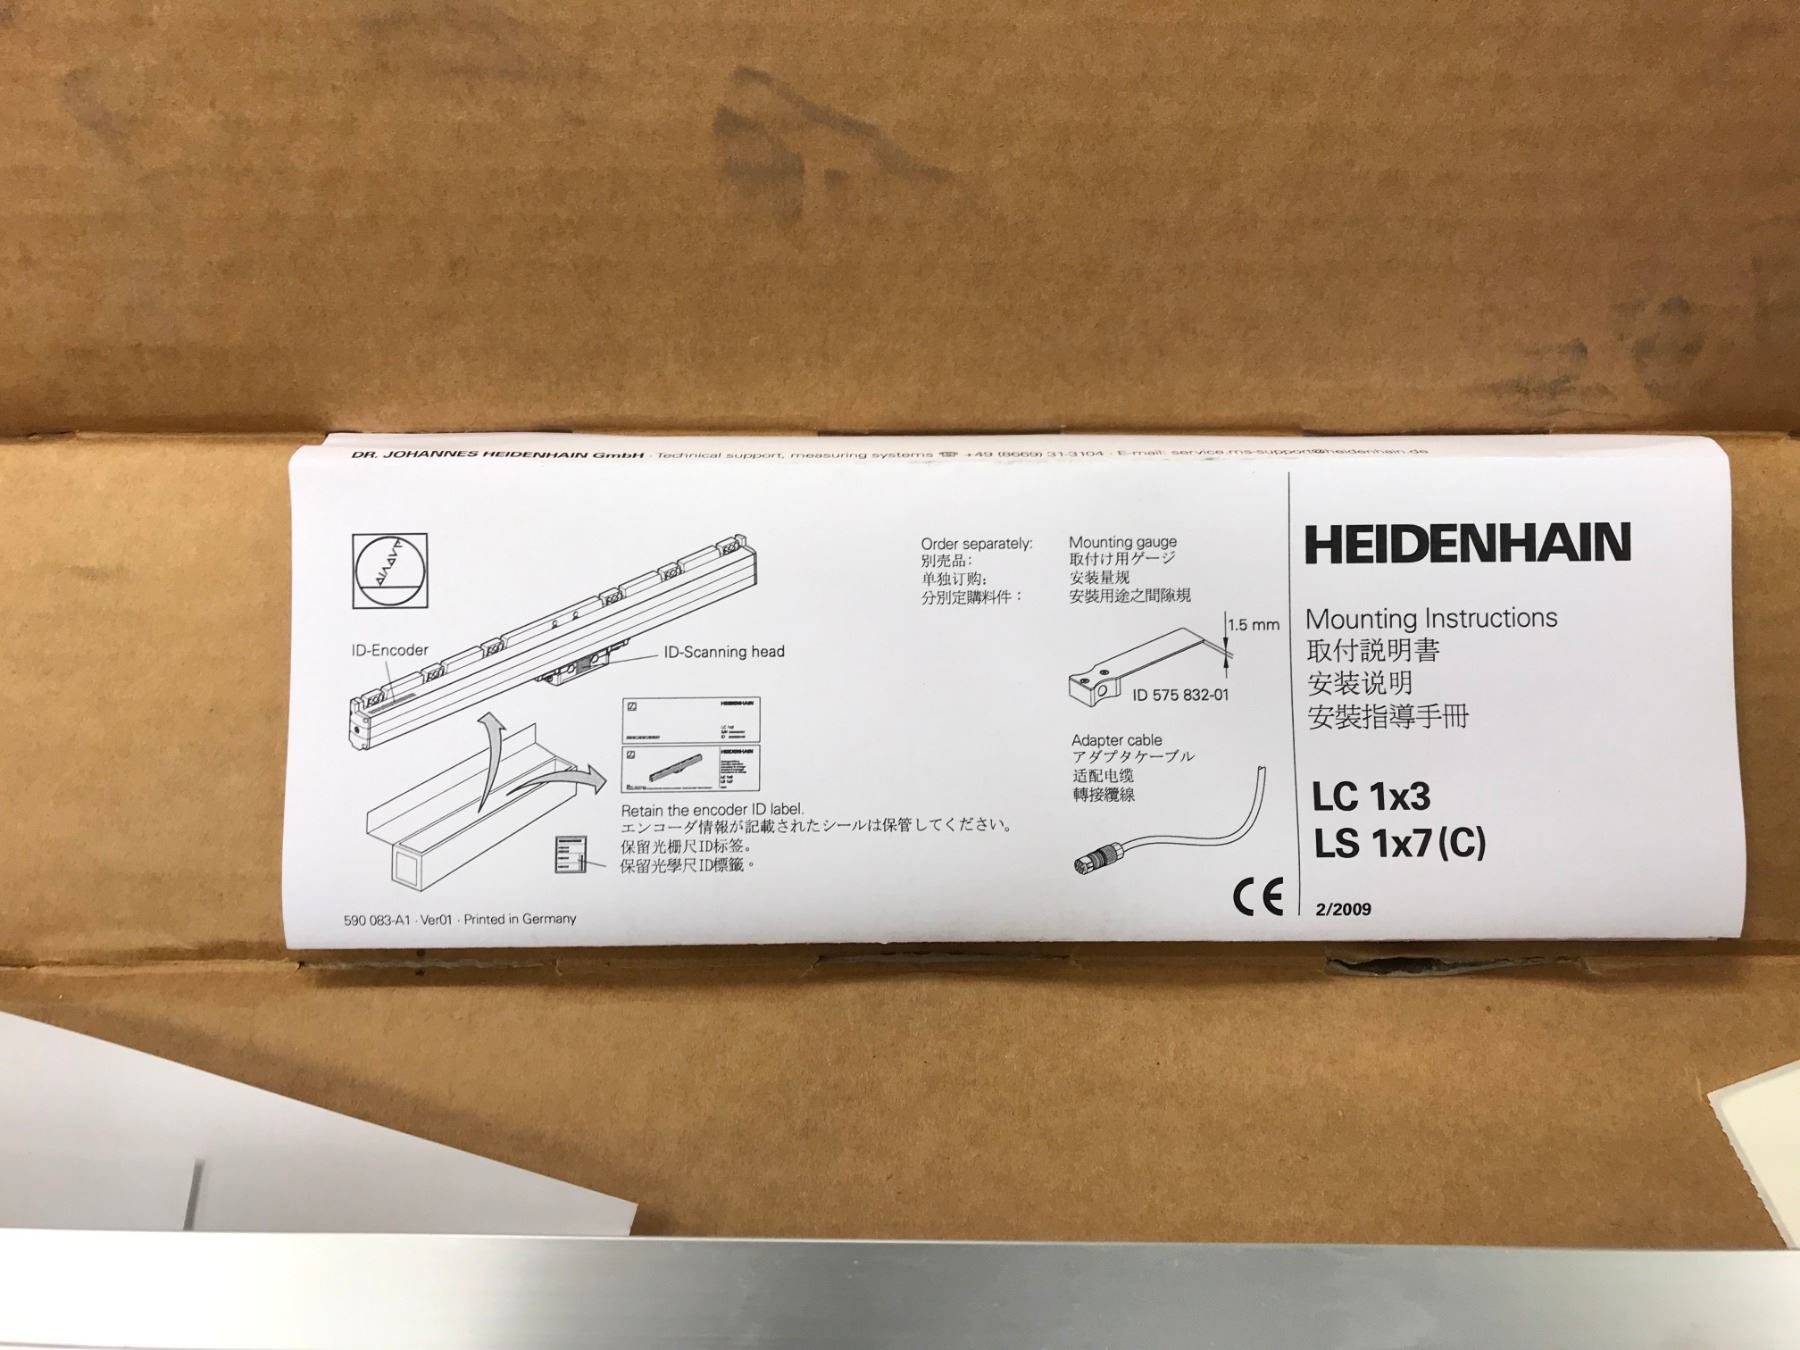 DR. JOHANNES HEIDENHAIN GmbH · Technical support, measuring systems ☎ +49 (8669) 31-3104 · E-mail: service.ms-support@heidenhain.de
ID-Encoder
ID-Scanning head
HEIDENHAIN
HEIDENHAIN
Retain the encoder ID label.
エンコーダ情報が記載されたシールは保管してください。
保留光栅尺ID标签。
保留光學尺ID標籤。
590 083-A1 · Ver01 · Printed in Germany
Order separately:
別売品:
单独订购:
分別定購料件:
Mounting gauge
取付け用ゲージ
安装量规
安裝用途之間隙規
1.5 mm
ID 575 832-01
Adapter cable
アダプタケーブル
适配电缆
轉接纜線
CE
HEIDENHAIN
Mounting Instructions
取付説明書
安装说明
安裝指導手冊
LC 1x3
LS 1x7 (C)
2/2009